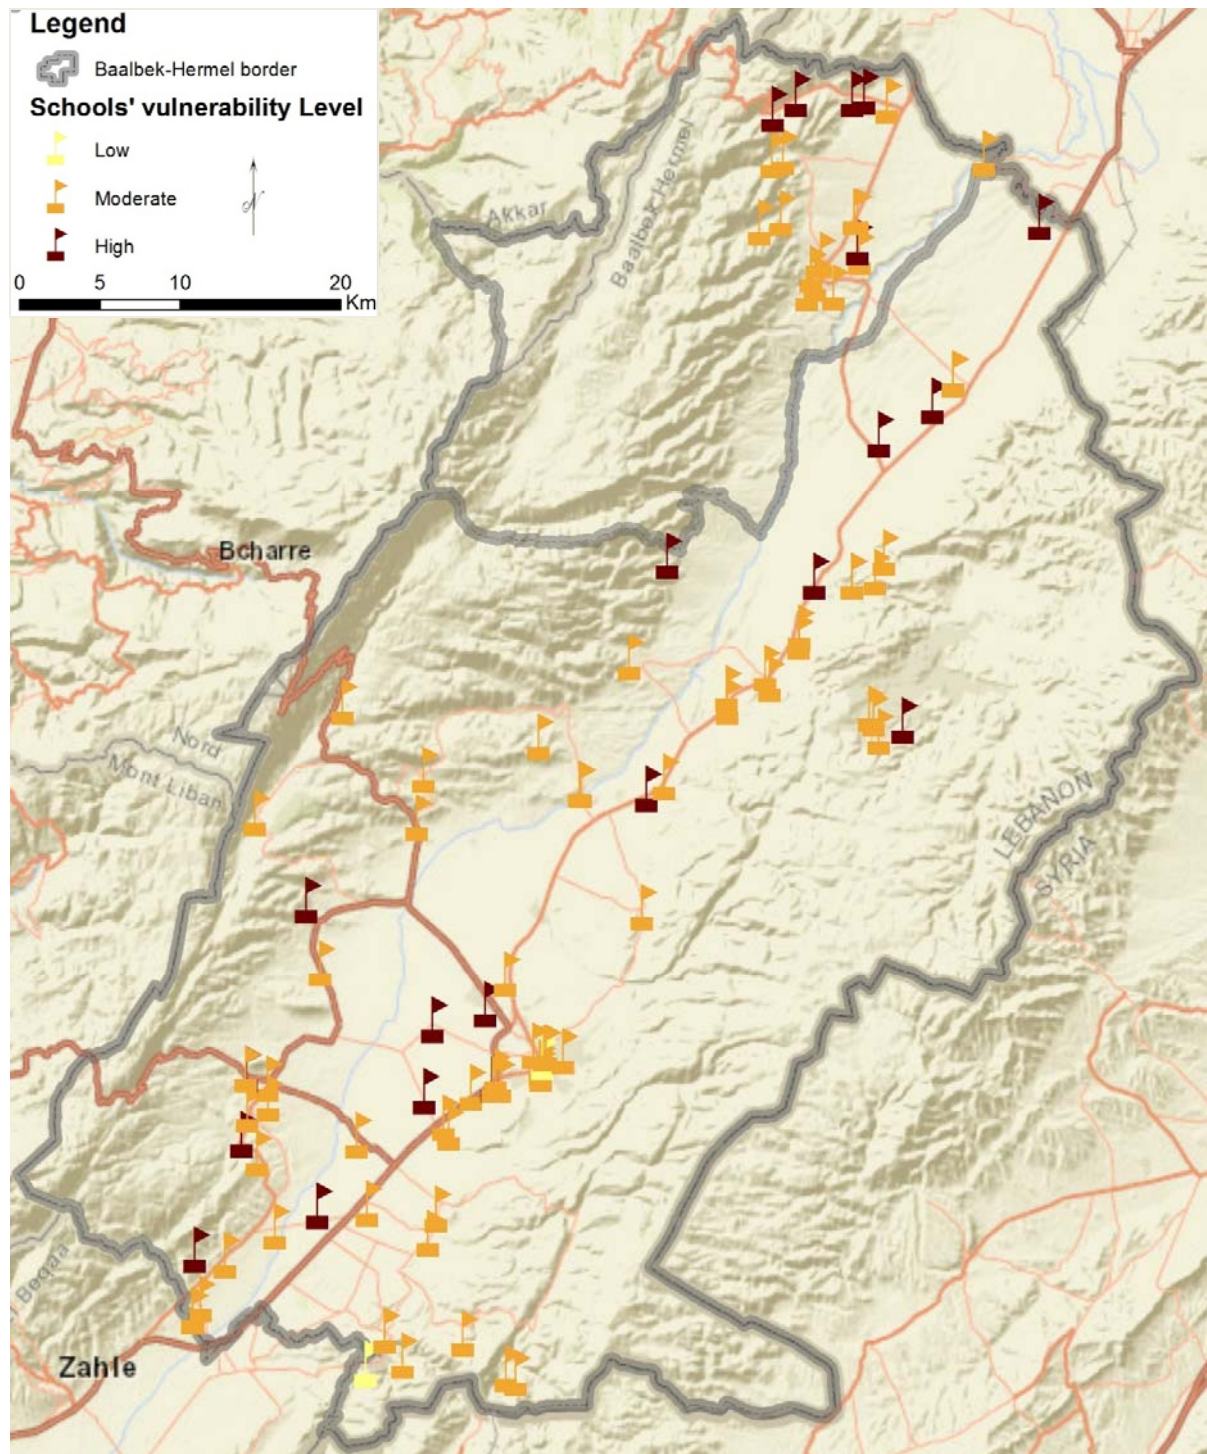 Legend
Baalbek-Hermel border
Schools' vulnerability Level
Low
Moderate
High
0 10 20
Km
Akkar
Baalbek-Hermel
Bcharre
Nord
Mont Liban
LEBANON
SYRIA
Beqaa
Zahle